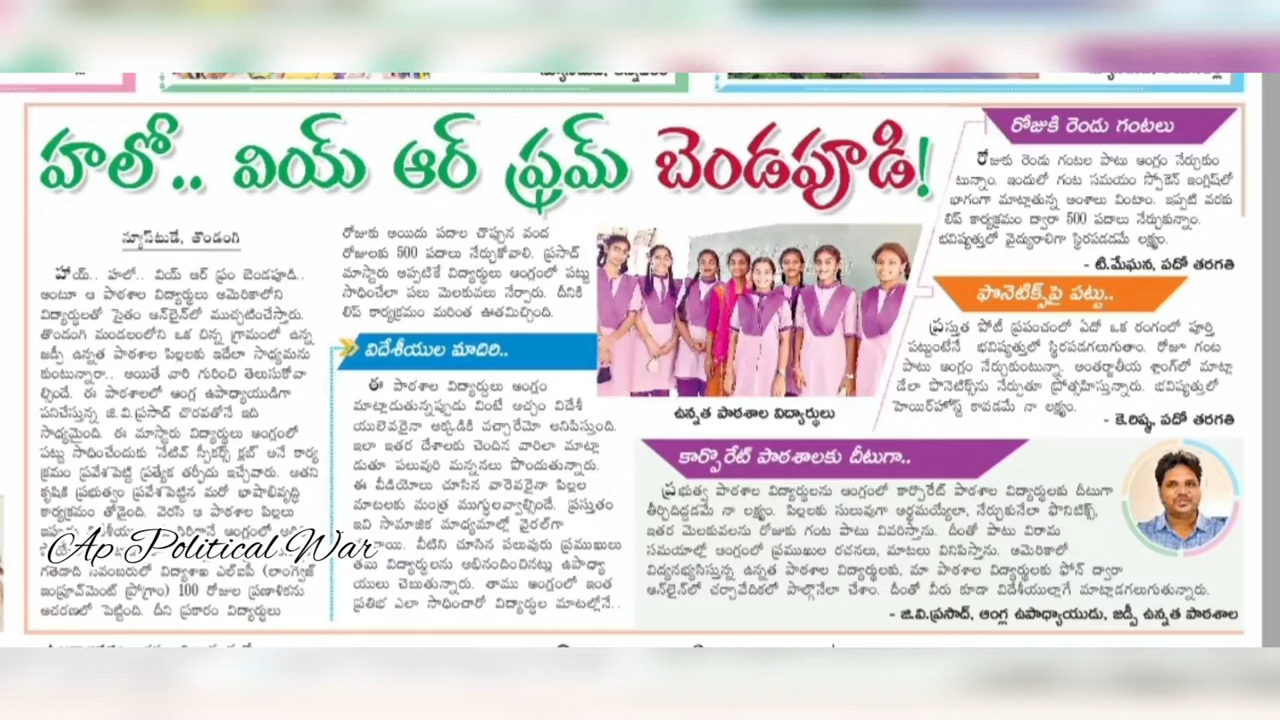 హలో.. వియ్ ఆర్ ఫ్రమ్ బెండపూడి!
న్యూస్‌టుడే, తొండంగి
హాయ్.. హలో.. వియ్ ఆర్ ఫ్రం బెండపూడి..
అంటూ ఆ పాఠశాల విద్యార్థులు అమెరికాలోని
విద్యార్థులతో సైతం ఆన్‌లైన్‌లో ముచ్చటించేస్తారు.
తొండంగి మండలంలోని ఒక చిన్న గ్రామంలో ఉన్న
జడ్పీ ఉన్నత పాఠశాల పిల్లలకు ఇదెలా సాధ్యమను
కుంటున్నారా.. అయితే వారి గురించి తెలుసుకోవా
ల్సిందే. ఈ పాఠశాలలో ఆంగ్ల ఉపాధ్యాయుడిగా
పనిచేస్తున్న జి.వి.ప్రసాద్ చొరవతోనే ఇది
సాధ్యమైంది. ఈ మాస్టారు విద్యార్థులు ఆంగ్లంలో
పట్టు సాధించేందుకు 'నేటివ్ స్పీకర్స్ క్లబ్' అనే కార్య
క్రమం ప్రవేశపెట్టి ప్రత్యేక తర్ఫీదు ఇచ్చేవారు. అతని
కృషికి ప్రభుత్వం ప్రవేశపెట్టిన మరో భాషాభివృద్ధి
కార్యక్రమం తోడైంది. వెరసి ఆ పాఠశాల పిల్లలు
ఆంగ్లంలో
Ap Political War
గతేడాది నవంబరులో విద్యాశాఖ ఎల్ఐపీ (లాంగ్వేజ్
ఇంప్రూవ్‌మెంట్ ప్రోగ్రాం) 100 రోజుల ప్రణాళికను
ఆచరణలో పెట్టింది. దీని ప్రకారం విద్యార్థులు
రోజుకు అయిదు పదాల చొప్పున వంద
రోజులకు 500 పదాలు నేర్చుకోవాలి. ప్రసాద్
మాస్టారు అప్పటికే విద్యార్థులు ఆంగ్లంలో పట్టు
సాధించేలా పలు మెలకువలు నేర్పారు. దీనికి
లిప్ కార్యక్రమం మరింత ఊతమిచ్చింది.
విదేశీయుల మాదిరి..
ఈ పాఠశాల విద్యార్థులు ఆంగ్లం
మాట్లాడుతున్నప్పుడు వింటే అచ్చం విదేశీ
యులెవరైనా అక్కడికి వచ్చారేమో అనిపిస్తుంది.
ఇలా ఇతర దేశాలకు చెందిన వారిలా మాట్లా
డుతూ పలువురి మన్ననలు పొందుతున్నారు.
ఈ వీడియోలు చూసిన వారెవరైనా పిల్లల
మాటలకు మంత్ర ముగ్ధులవ్వాల్సిందే. ప్రస్తుతం
ఇవి సామాజిక మాధ్యమాల్లో వైరల్‌గా
వీటిని చూసిన పలువురు ప్రముఖులు
తమ విద్యార్థులను అభినందించినట్లు ఉపాధ్యా
యులు చెబుతున్నారు. తాము ఆంగ్లంలో ఇంత
ప్రతిభ ఎలా సాధించారో విద్యార్థుల మాటల్లోనే..
ఉన్నత పాఠశాల విద్యార్థులు
రోజుకి రెండు గంటలు
రోజుకు రెండు గంటల పాటు ఆంగ్లం నేర్చుకుం
టున్నాం. ఇందులో గంట సమయం స్పోకెన్ ఇంగ్లిష్‌లో
భాగంగా మాట్లాతున్న అంశాలు వింటాం. ఇప్పటి వరకు
లిప్ కార్యక్రమం ద్వారా 500 పదాలు నేర్చుకున్నాం.
భవిష్యత్తులో వైద్యురాలిగా స్థిరపడడమే లక్ష్యం.
- టి.మేఘన, పదో తరగతి
ఫొనెటిక్స్‌పై పట్టు..
ప్రస్తుత పోటీ ప్రపంచంలో ఏదో ఒక రంగంలో పూర్తి
పట్టుంటేనే భవిష్యత్తులో స్థిరపడగలుగుతాం. రోజూ గంట
పాటు ఆంగ్లం నేర్చుకుంటున్నా. అంతర్జాతీయ శ్లాంగ్‌లో మాట్లా
డేలా ఫొనెటిక్స్‌ను నేర్పుతూ ప్రోత్సహిస్తున్నారు. భవిష్యత్తులో
ఎయిర్‌హోస్ట్ కావడమే నా లక్ష్యం.
- కె.రిష్మ, పదో తరగతి
కార్పొరేట్ పాఠశాలకు దీటుగా..
ప్రభుత్వ పాఠశాల విద్యార్థులను ఆంగ్లంలో కార్పొరేట్ పాఠశాల విద్యార్థులకు దీటుగా
తీర్చిదిద్దడమే నా లక్ష్యం. పిల్లలకు సులువుగా అర్థమయ్యేలా, నేర్చుకునేలా ఫొనిటిక్స్,
ఇతర మెలకువలను రోజుకు గంట పాటు వివరిస్తాను. దీంతో పాటు విరామ
సమయాల్లో ఆంగ్లంలో ప్రముఖుల రచనలు, మాటలు వినిపిస్తాను. అమెరికాలో
విద్యనభ్యసిస్తున్న ఉన్నత పాఠశాల విద్యార్థులకు, మా పాఠశాల విద్యార్థులకు ఫోన్ ద్వారా
ఆన్‌లైన్‌లో చర్చావేదికలో పాల్గొనేలా చేశాం. దీంతో వీరు కూడా విదేశీయుల్లాగే మాట్లాడగలుగుతున్నారు.
- జి.వి.ప్రసాద్, ఆంగ్ల ఉపాధ్యాయుడు, జడ్పీ ఉన్నత పాఠశాల